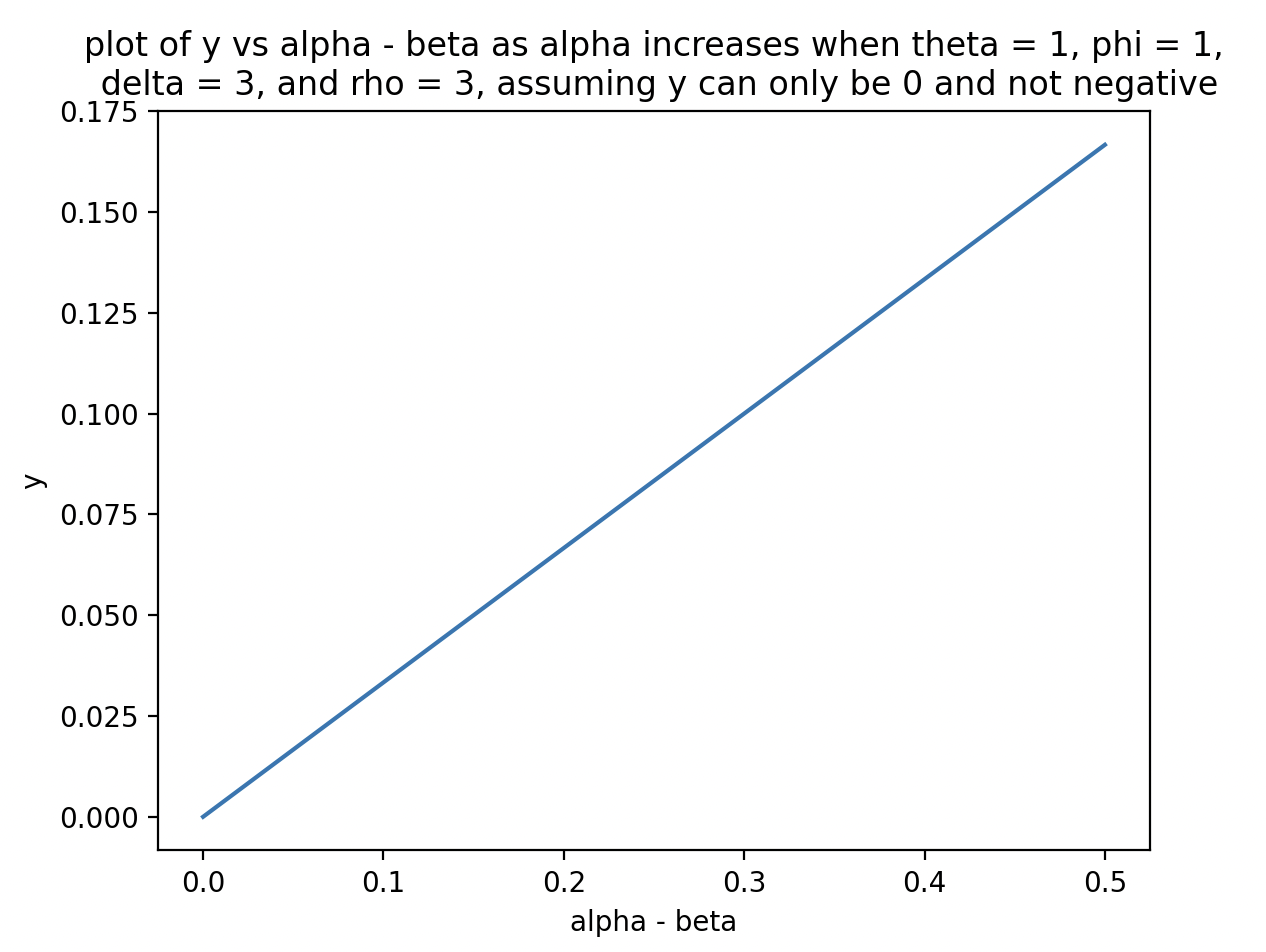 plot of y vs alpha - beta as alpha increases when theta = 1, phi = 1,
delta = 3, and rho = 3, assuming y can only be 0 and not negative
0.175
0.150
0.125
0.100
0.075
0.050
0.025
0.000
y
0.0 0.1 0.2 0.3 0.4 0.5
alpha - beta